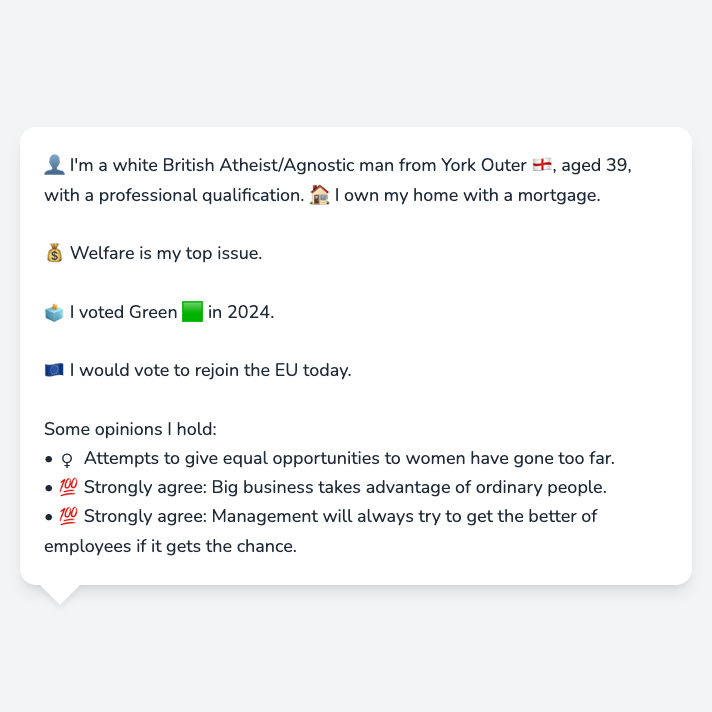 👤 I'm a white British Atheist/Agnostic man from York Outer 🏴󠁧󠁢󠁥󠁮󠁧󠁿, aged 39,
with a professional qualification. 🏠 I own my home with a mortgage.
💰 Welfare is my top issue.
🗳️ I voted Green 🟩 in 2024.
🇪🇺 I would vote to rejoin the EU today.
Some opinions I hold:
• ♀ Attempts to give equal opportunities to women have gone too far.
• 💯 Strongly agree: Big business takes advantage of ordinary people.
• 💯 Strongly agree: Management will always try to get the better of
employees if it gets the chance.